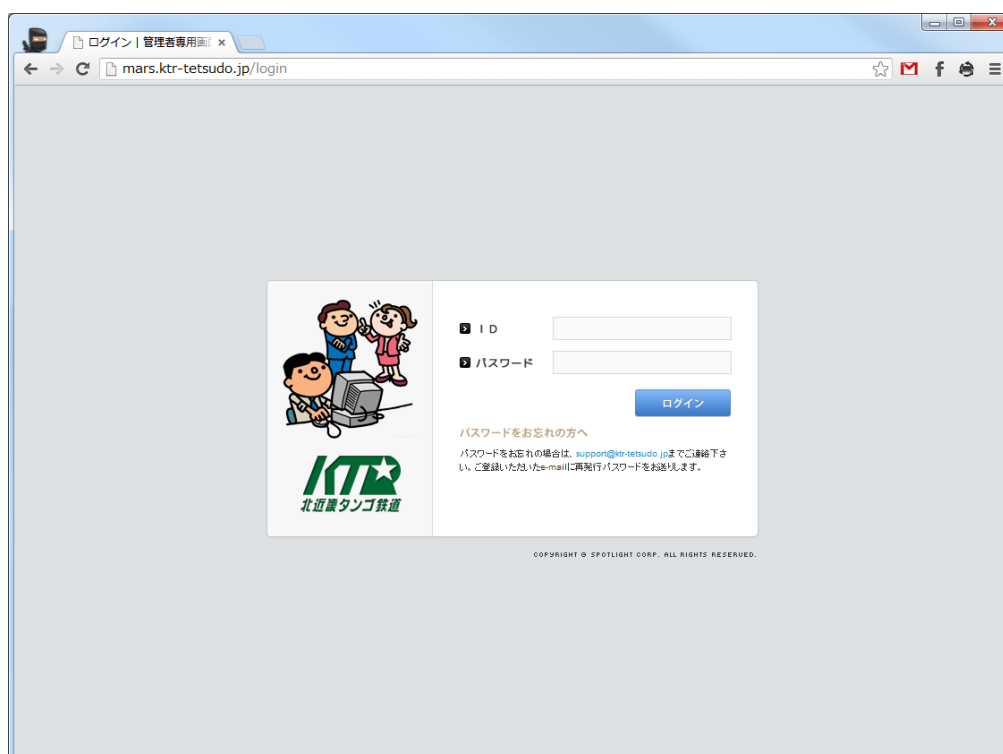 ログイン | 管理者専用画
mars.ktr-tetsudo.jp/login
ＩＤ
パスワード
ログイン
パスワードをお忘れの方へ
パスワードをお忘れの場合は、support@ktr-tetsudo.jpまでご連絡下さ
い。ご登録いただいたe-mailに再発行パスワードをお送りします。
KTR
北近畿タンゴ鉄道
COPYRIGHT © SPOTLIGHT CORP. ALL RIGHTS RESERVED.